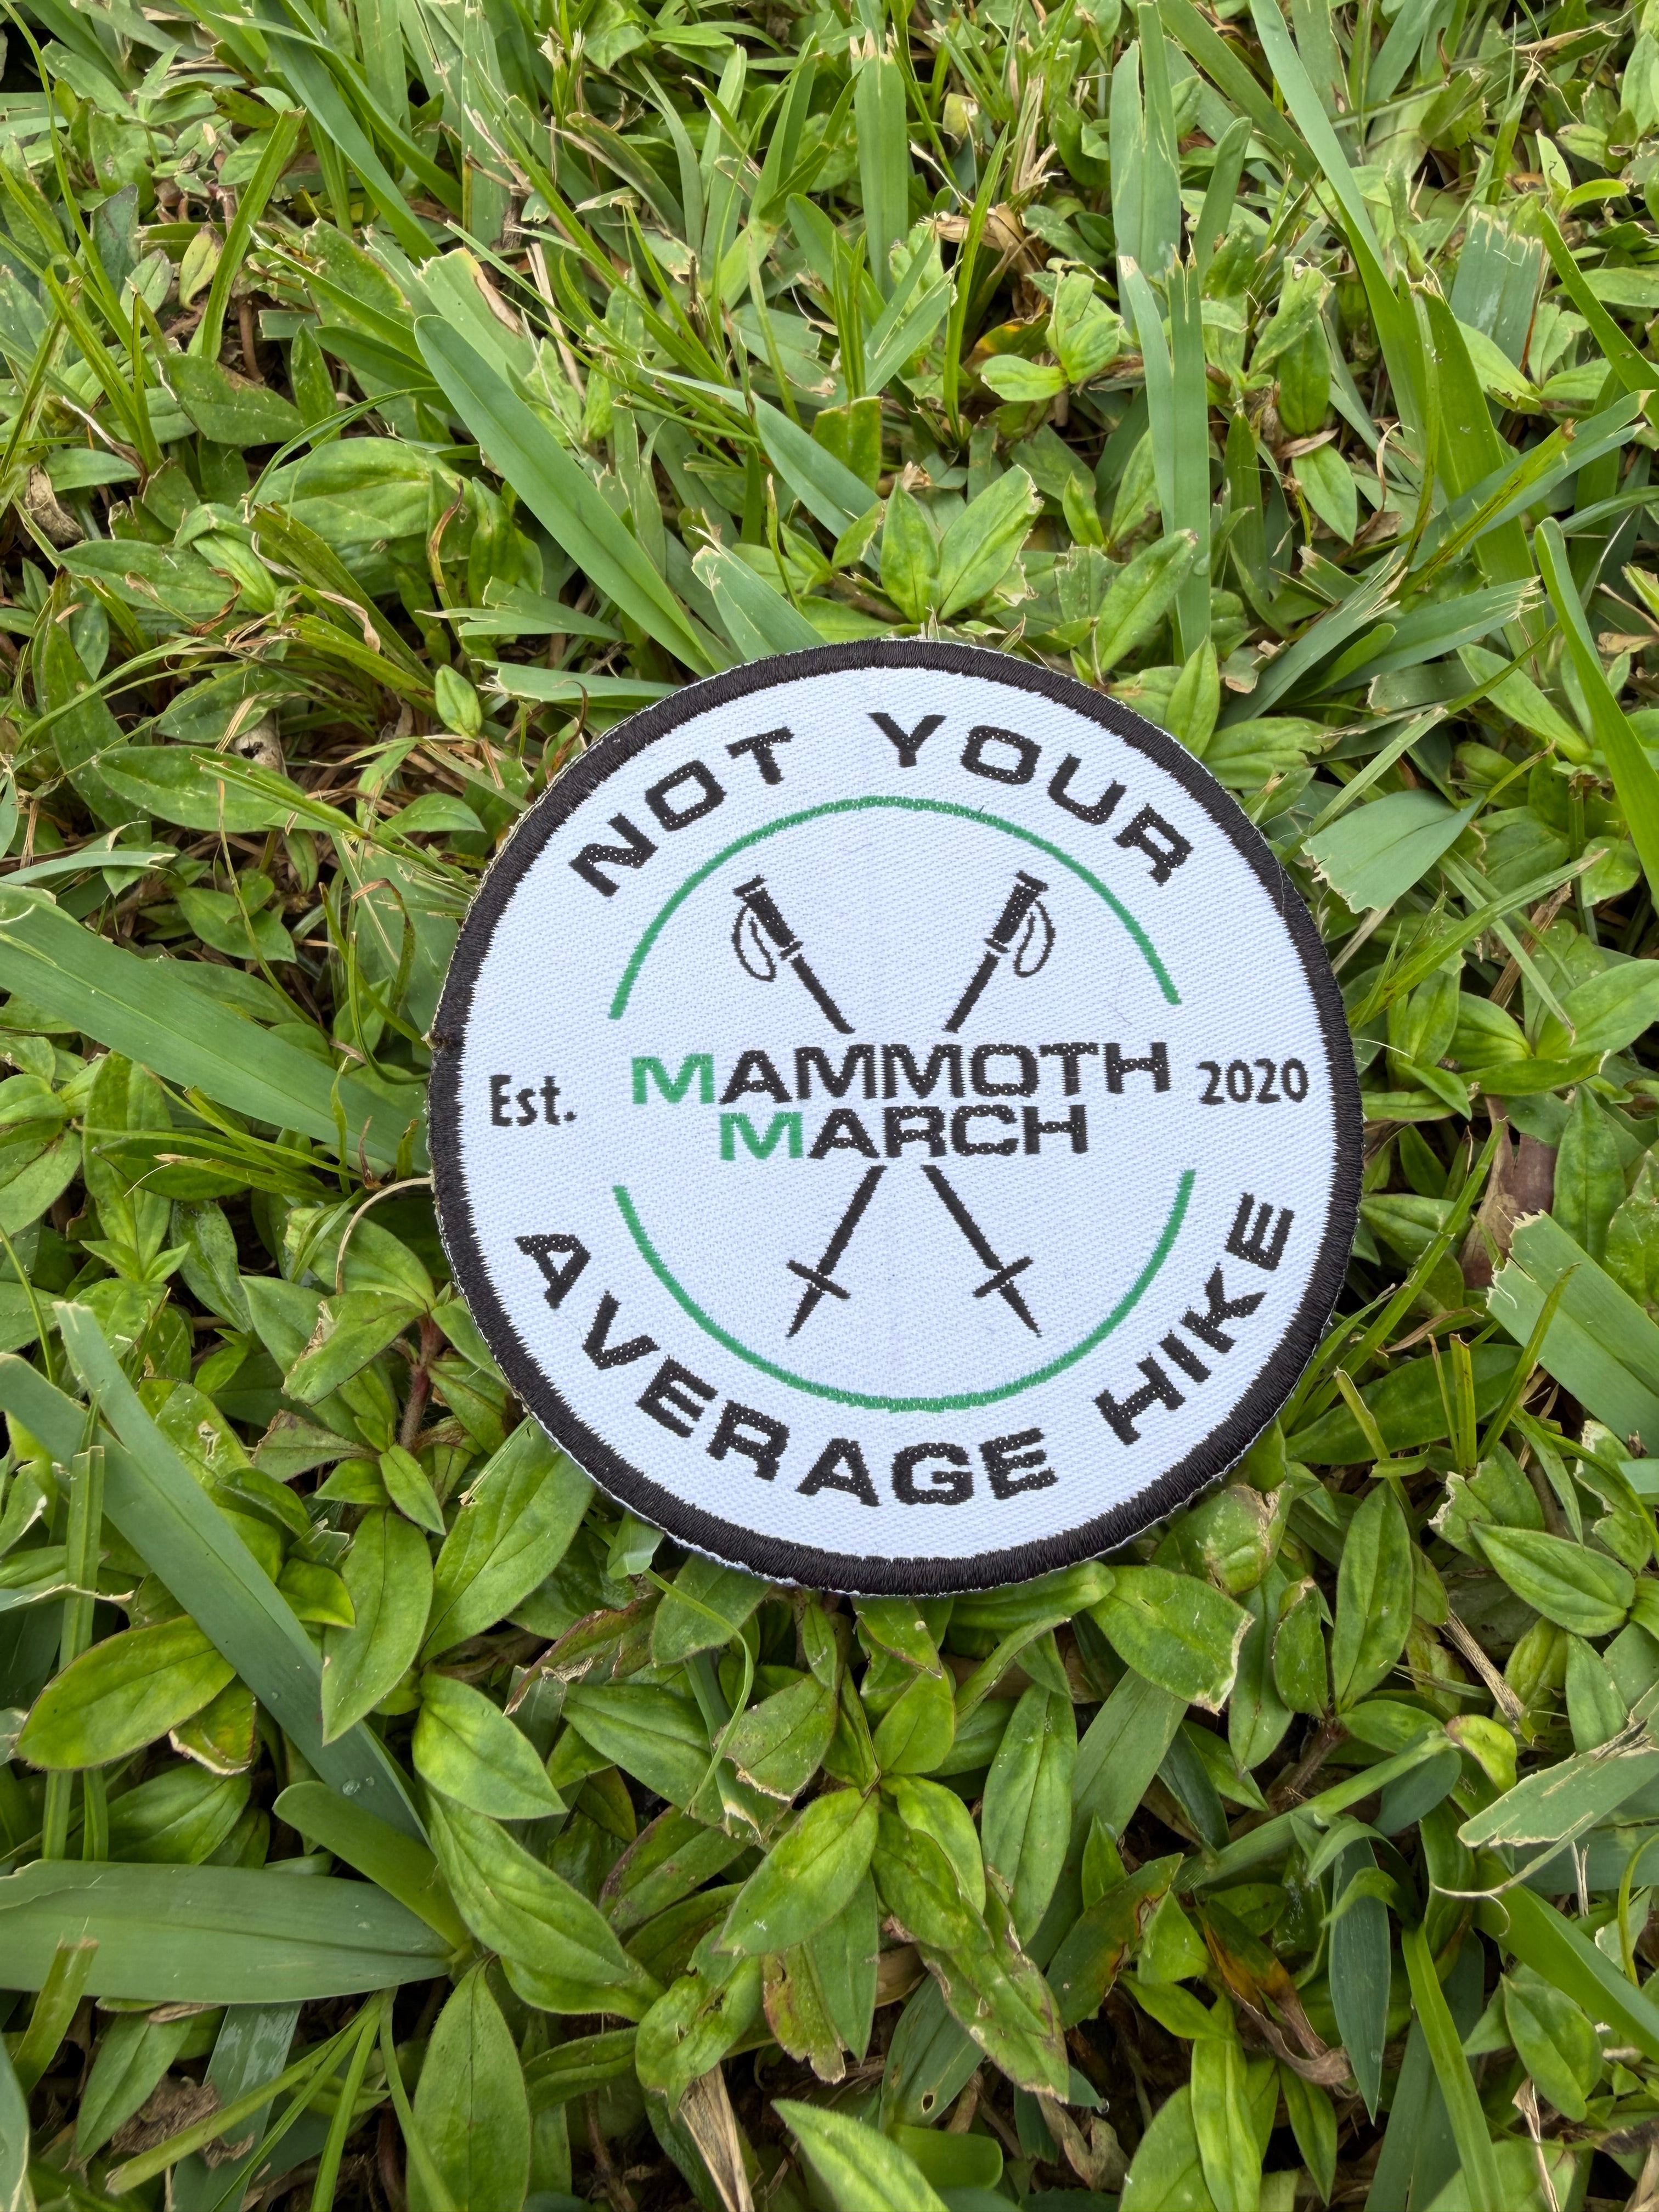 NOT YOUR
Est.
MAMMOTH
MARCH
2020
AVERAGE HIKE